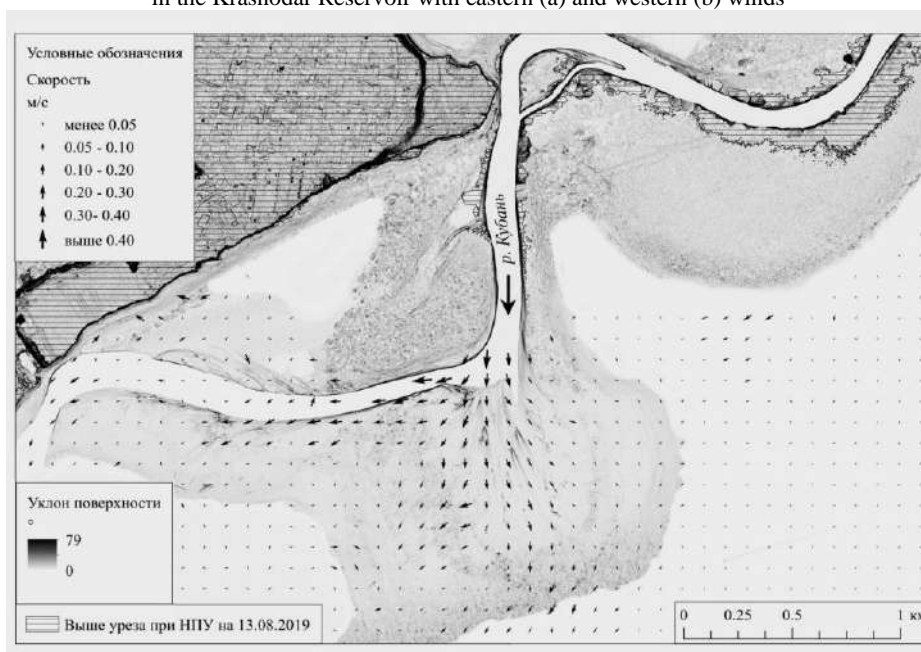 in the Krasnodar Reservoir with eastern (a) and western (b) winds
Условные обозначения
Скорость
м/с
менее 0.05
0.05 - 0.10
0.10 - 0.20
0.20 - 0.30
0.30- 0.40
выше 0.40
р. Кубань
Уклон поверхности
°
79
0
Выше уреза при НПУ на 13.08.2019
0 0.25 0.5 1 км